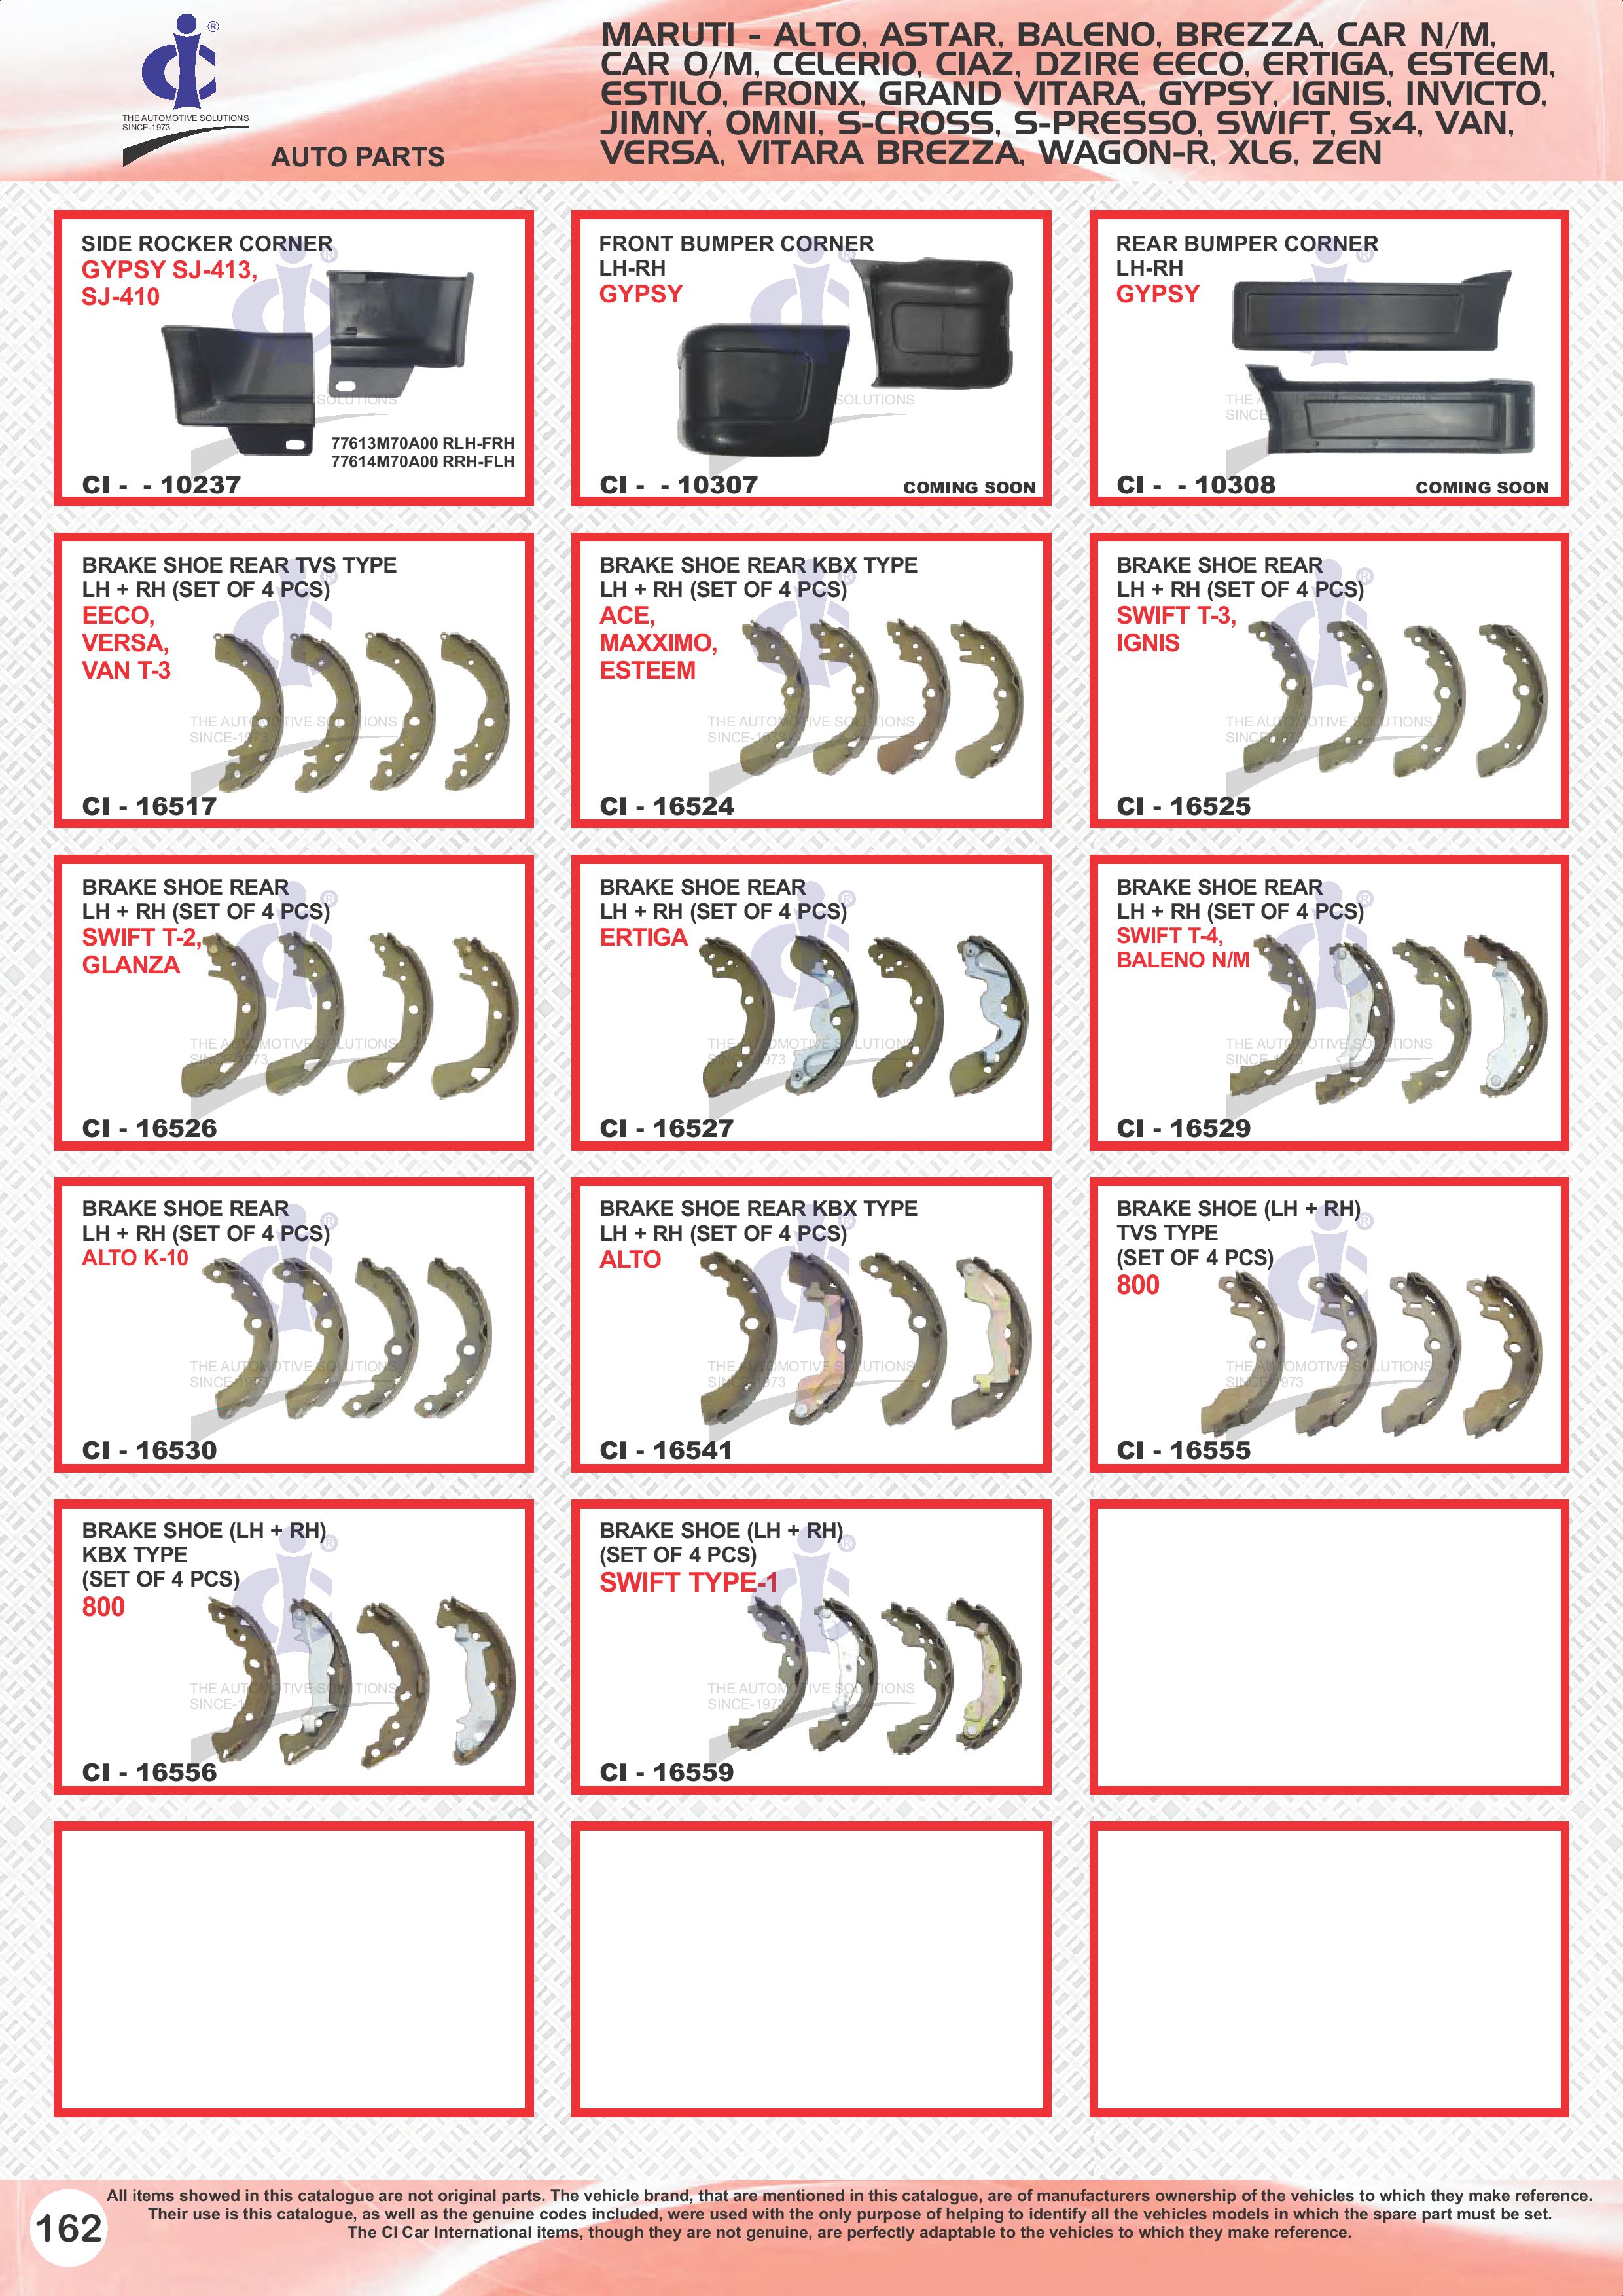 ®
THE AUTOMOTIVE SOLUTIONS
SINCE-1973
AUTO PARTS
MARUTI - ALTO, ASTAR, BALENO, BREZZA, CAR N/M,
CAR O/M, CELERIO, CIAZ, DZIRE EECO, ERTIGA, ESTEEM,
ESTILO, FRONX, GRAND VITARA, GYPSY, IGNIS, INVICTO,
JIMNY, OMNI, S-CROSS, S-PRESSO, SWIFT, Sx4, VAN,
VERSA, VITARA BREZZA, WAGON-R, XL6, ZEN
SIDE ROCKER CORNER
GYPSY SJ-413,
SJ-410
77613M70A00 RLH-FRH
77614M70A00 RRH-FLH
CI - - 10237
FRONT BUMPER CORNER
LH-RH
GYPSY
CI - - 10307
COMING SOON
REAR BUMPER CORNER
LH-RH
GYPSY
CI - - 10308
COMING SOON
BRAKE SHOE REAR TVS TYPE
LH + RH (SET OF 4 PCS)
EECO,
VERSA,
VAN T-3
CI - 16517
BRAKE SHOE REAR KBX TYPE
LH + RH (SET OF 4 PCS)
ACE,
MAXXIMO,
ESTEEM
CI - 16524
BRAKE SHOE REAR
LH + RH (SET OF 4 PCS)
SWIFT T-3,
IGNIS
CI - 16525
BRAKE SHOE REAR
LH + RH (SET OF 4 PCS)
SWIFT T-2,
GLANZA
CI - 16526
BRAKE SHOE REAR
LH + RH (SET OF 4 PCS)
ERTIGA
CI - 16527
BRAKE SHOE REAR
LH + RH (SET OF 4 PCS)
SWIFT T-4,
BALENO N/M
CI - 16529
BRAKE SHOE REAR
LH + RH (SET OF 4 PCS)
ALTO K-10
CI - 16530
BRAKE SHOE REAR KBX TYPE
LH + RH (SET OF 4 PCS)
ALTO
CI - 16541
BRAKE SHOE (LH + RH)
TVS TYPE
(SET OF 4 PCS)
800
CI - 16555
BRAKE SHOE (LH + RH)
KBX TYPE
(SET OF 4 PCS)
800
CI - 16556
BRAKE SHOE (LH + RH)
(SET OF 4 PCS)
SWIFT TYPE-1
CI - 16559
162
All items showed in this catalogue are not original parts. The vehicle brand, that are mentioned in this catalogue, are of manufacturers ownership of the vehicles to which they make reference.
Their use is this catalogue, as well as the genuine codes included, were used with the only purpose of helping to identify all the vehicles models in which the spare part must be set.
The CI Car International items, though they are not genuine, are perfectly adaptable to the vehicles to which they make reference.